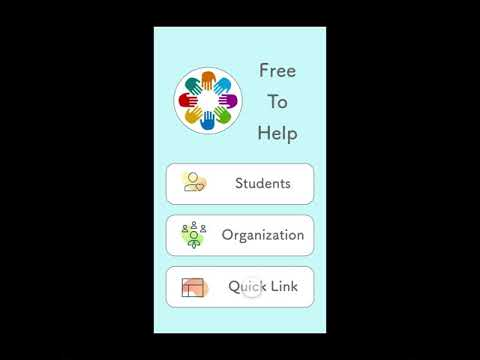 Free
To
Help
Students
Organization
Quick Link